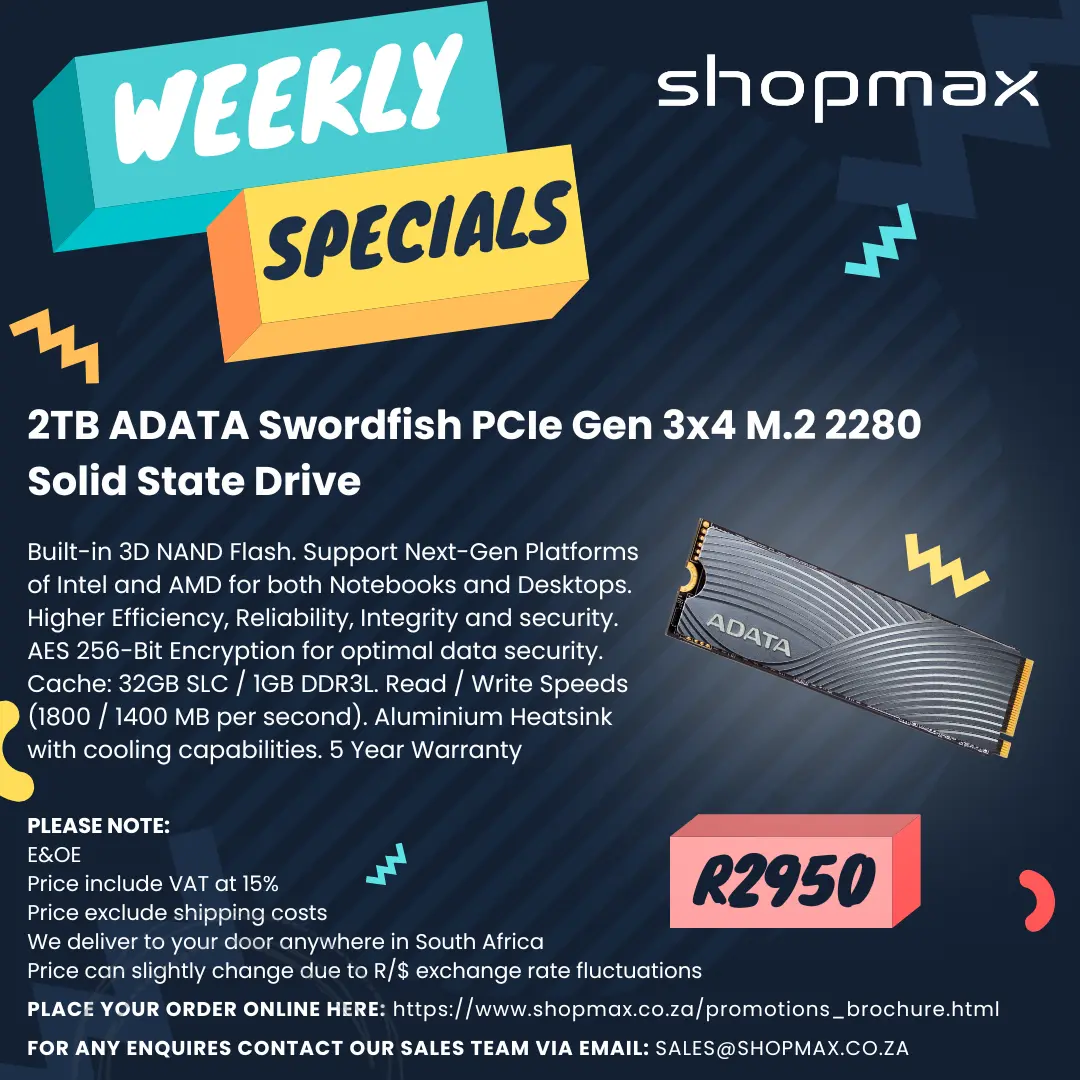 WEEKLY
SPECIALS
shopmax
2TB ADATA Swordfish PCIe Gen 3x4 M.2 2280
Solid State Drive
Built-in 3D NAND Flash. Support Next-Gen Platforms
of Intel and AMD for both Notebooks and Desktops.
Higher Efficiency, Reliability, Integrity and security.
AES 256-Bit Encryption for optimal data security.
Cache: 32GB SLC / 1GB DDR3L. Read / Write Speeds
(1800 / 1400 MB per second). Aluminium Heatsink
with cooling capabilities. 5 Year Warranty
ADATA
PLEASE NOTE:
E&OE
Price include VAT at 15%
Price exclude shipping costs
We deliver to your door anywhere in South Africa
Price can slightly change due to R/$ exchange rate fluctuations
R2950
PLACE YOUR ORDER ONLINE HERE: https://www.shopmax.co.za/promotions_brochure.html
FOR ANY ENQUIRES CONTACT OUR SALES TEAM VIA EMAIL: SALES@SHOPMAX.CO.ZA